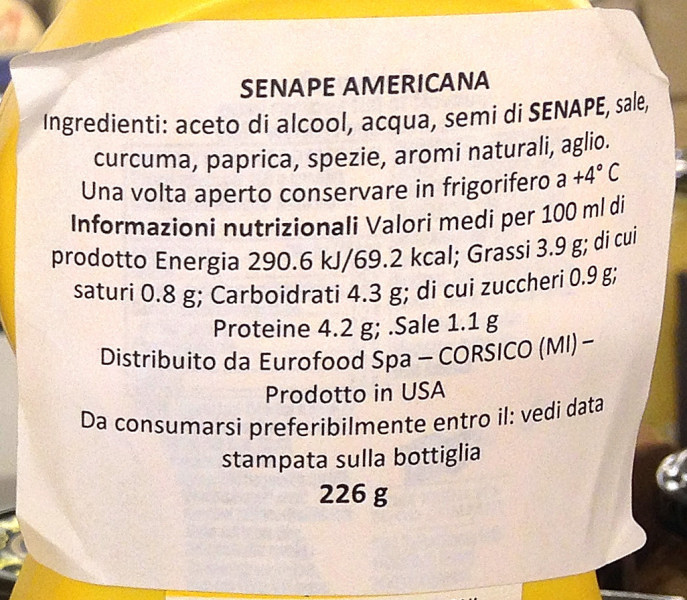 SENAPE AMERICANA
Ingredienti: aceto di alcool, acqua, semi di SENAPE, sale,
curcuma, paprica, spezie, aromi naturali, aglio.
Una volta aperto conservare in frigorifero a +4° C
Informazioni nutrizionali Valori medi per 100 ml di
prodotto Energia 290.6 kJ/69.2 kcal; Grassi 3.9 g; di cui
saturi 0.8 g; Carboidrati 4.3 g; di cui zuccheri 0.9 g;
Proteine 4.2 g; .Sale 1.1 g
Distribuito da Eurofood Spa – CORSICO (MI) –
Prodotto in USA
Da consumarsi preferibilmente entro il: vedi data
stampata sulla bottiglia
226 g